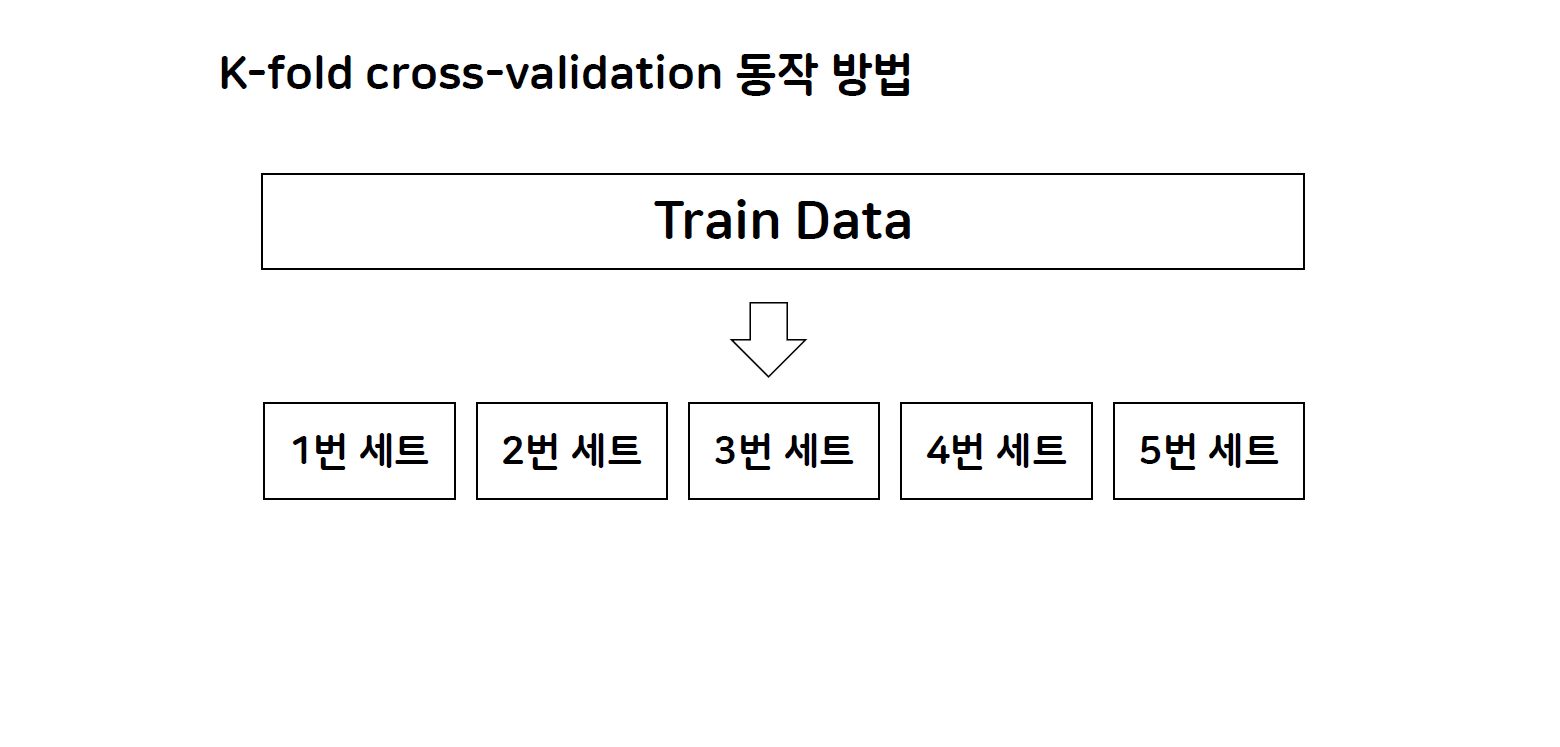 K-fold cross-validation 동작 방법
Train Data
1번 세트
2번 세트
3번 세트
4번 세트
5번 세트